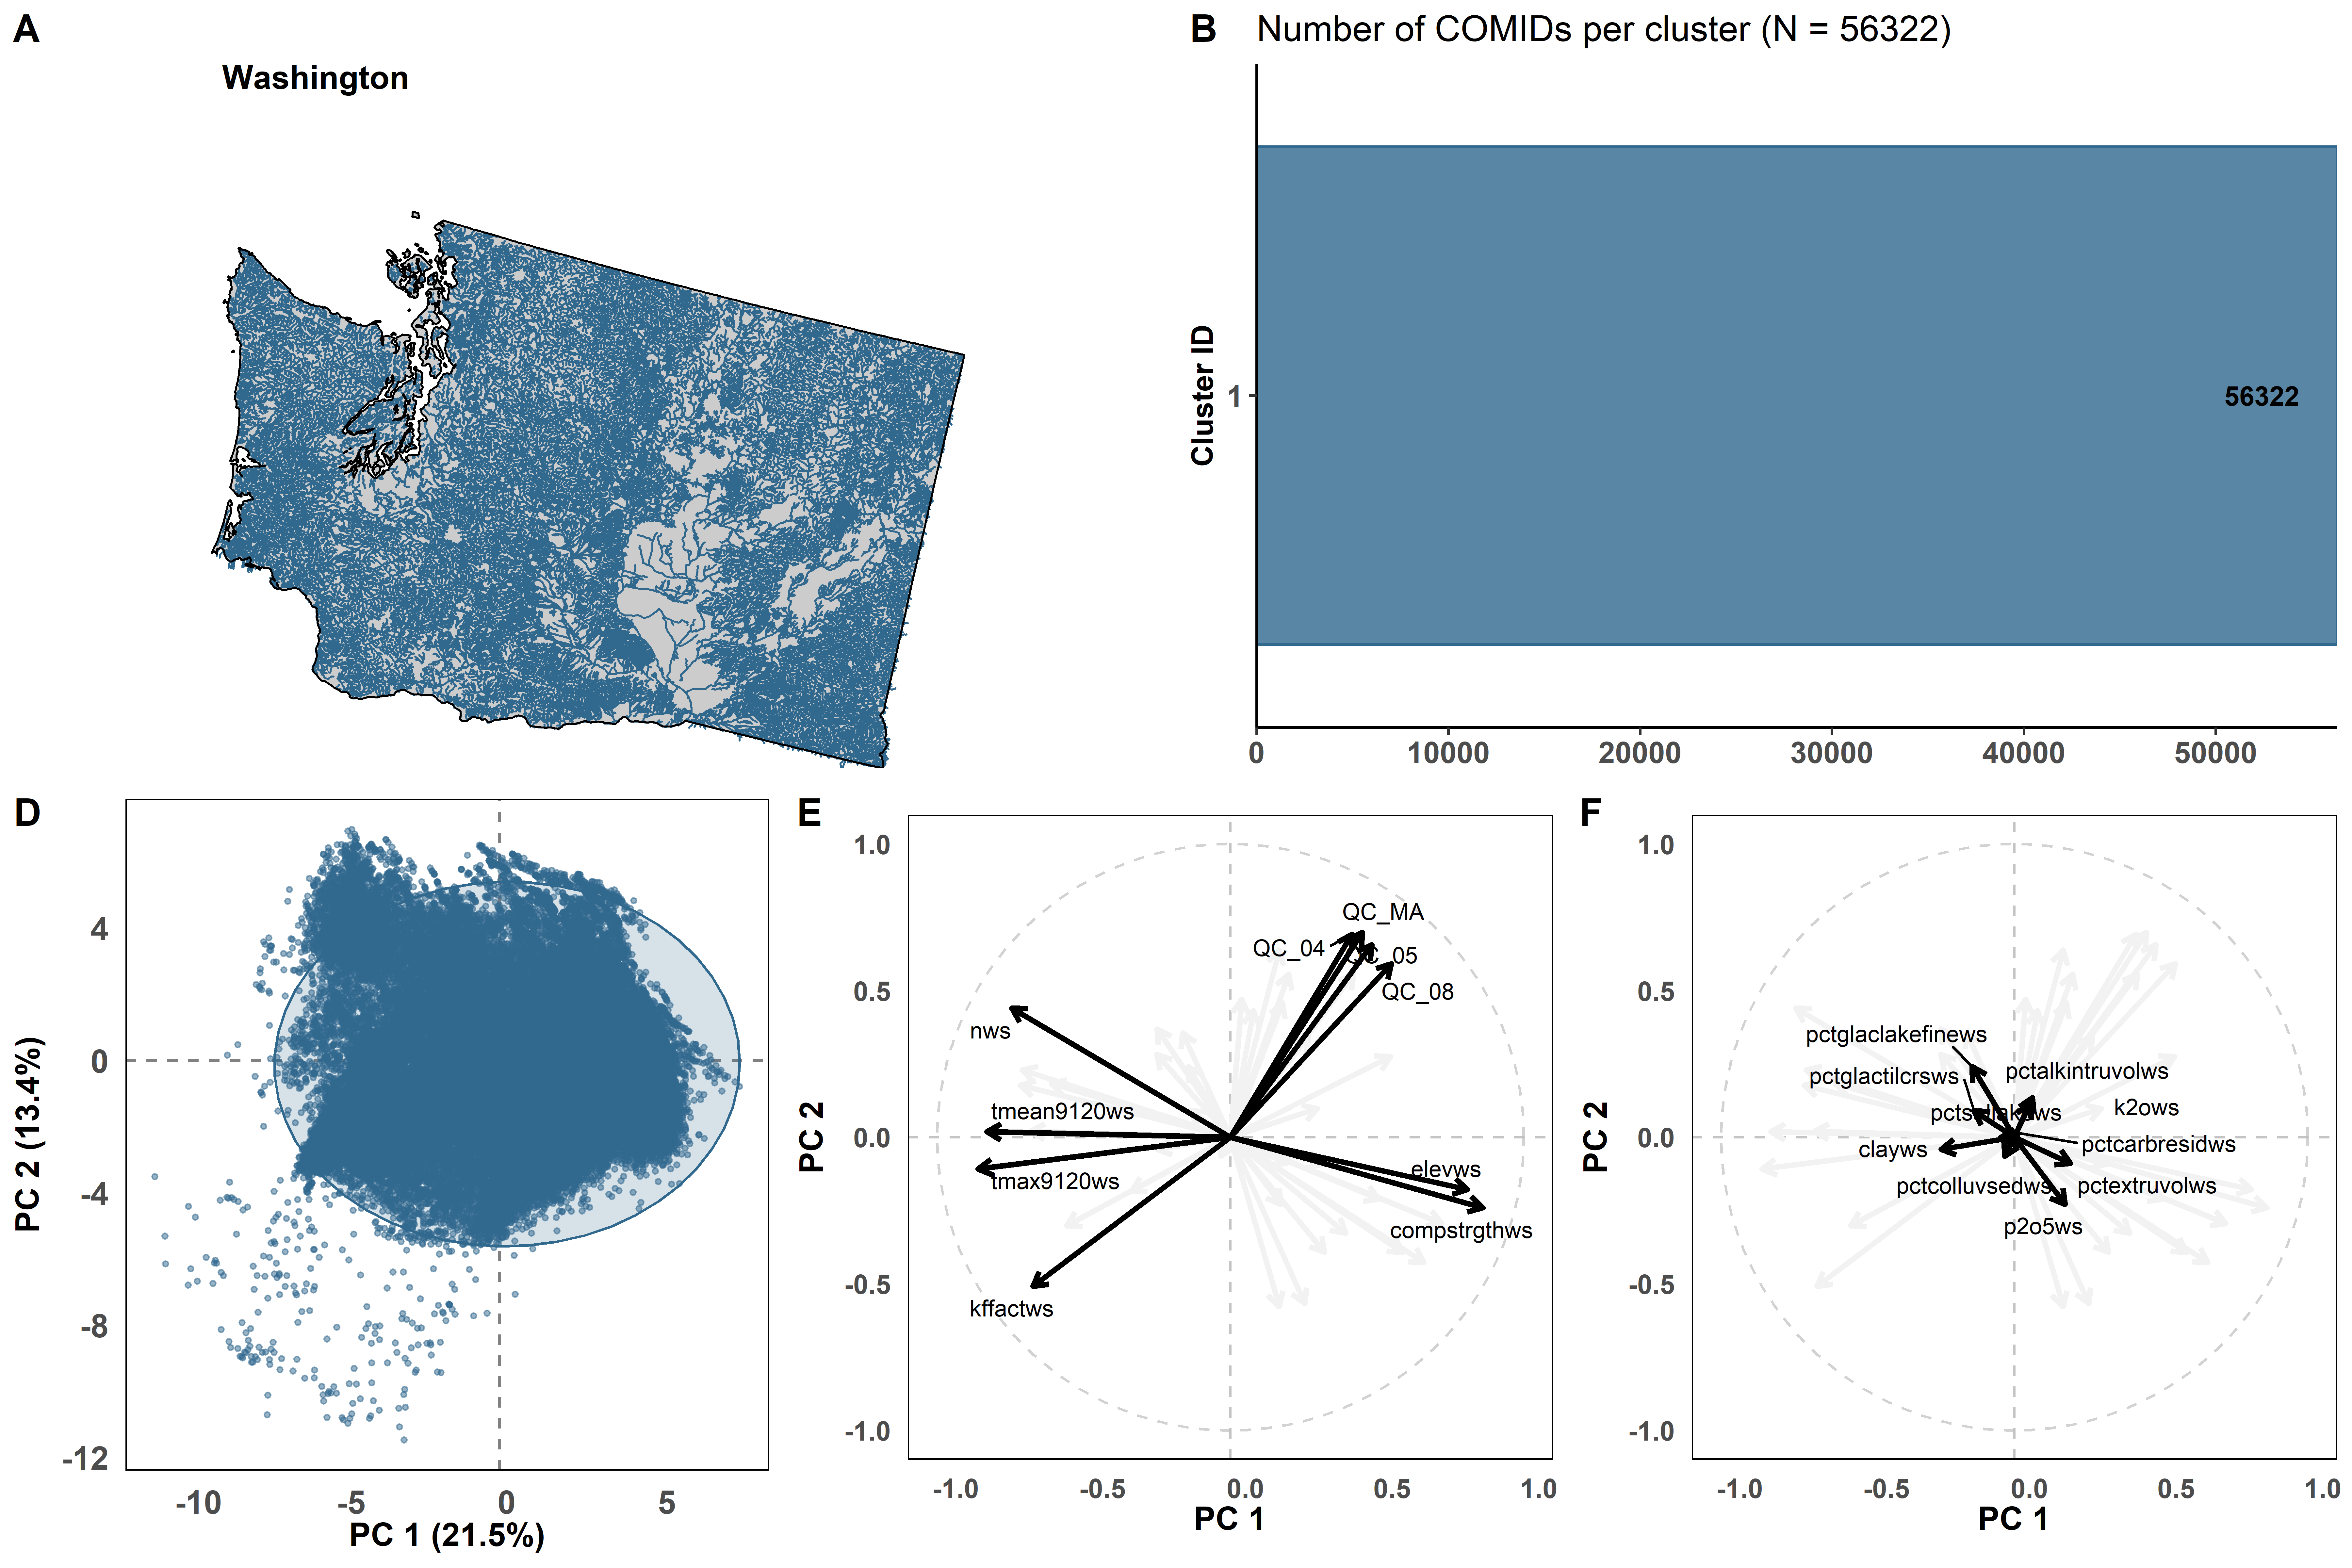 A
Washington
B Number of COMIDs per cluster (N = 56322)
Cluster ID
1
56322
0 10000 20000 30000 40000 50000
D
4
0
-4
-8
-12
PC 2 (13.4%)
-10 -5 0 5
PC 1 (21.5%)
E
1.0
0.5
0.0
-0.5
-1.0
PC 2
QC_MA
QC_04
QC_05
QC_08
nws
tmean9120ws
tmax9120ws
elevws
compstrgthws
kffactws
-1.0 -0.5 0.0 0.5 1.0
PC 1
F
1.0
0.5
0.0
-0.5
-1.0
PC 2
pctglaclakefinews
pctglactilcrsws
pctalkintruvolws
k2ows
clayws
pctcarbresidws
pctcolluvsedws
pctextruvolws
p2o5ws
-1.0 -0.5 0.0 0.5 1.0
PC 1